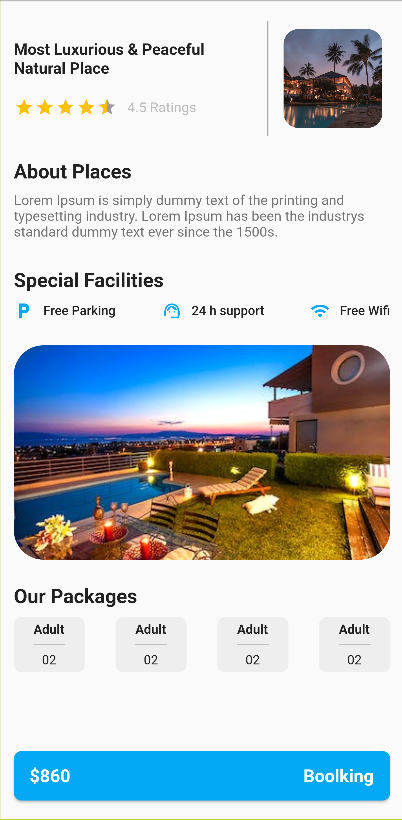 Most Luxurious & Peaceful
Natural Place
4.5 Ratings
About Places
Lorem Ipsum is simply dummy text of the printing and
typesetting industry. Lorem Ipsum has been the industrys
standard dummy text ever since the 1500s.
Special Facilities
P Free Parking 24 h support Free Wifi
Our Packages
Adult Adult Adult Adult
02 02 02 02
$860 Boolking